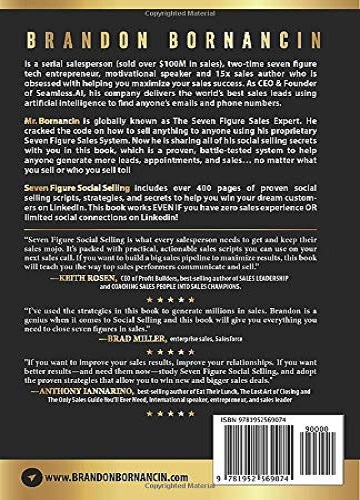 Copyrighted Material
BRANDON BORNANCIN
is a serial salesperson (sold over $100M in sales), two-time seven figure
tech entrepreneur, motivational speaker and 15x sales author who is
obsessed with helping you maximize your sales success. As CEO & Founder
of Seamless.AI, his company delivers the world's best sales leads using
artificial intelligence to find anyone's emails and phone numbers.
Mr. Bornancin is globally known as The Seven Figure Sales Expert. He
cracked the code on how to sell anything to anyone using his proprietary
Seven Figure Sales System. Now he is sharing all of his social selling secrets
with you in this book, which is a proven, battle-tested system to help
anyone generate more leads, appointments, and sales... no matter what
you sell or who you sell to!!
Seven Figure Social Selling includes over 400 pages of proven social
selling scripts, strategies, and secrets to help you win your dream custom-
ers on LinkedIn. This book works EVEN IF you have zero sales experience OR
limited social connections on LinkedIn!
"Seven Figure Social Selling is what every salesperson needs to get and keep their
sales mojo. It's packed with practical, actionable sales scripts you can use on your
next sales call. If you want to build a big sales pipeline to maximize results, this
book will teach you the way top sales performers communicate and sell."
—KEITH ROSEN, CEO of Profit Builders, best-selling author of SALES LEADERSHIP
and COACHING SALES PEOPLE INTO SALES CHAMPIONS.
"I've used the strategies in this book to generate millions in sales. Brandon is a
genius when it comes to Social Selling and this book will give you everything you
need to close seven figures in sales."
—BRAD MILLER, enterprise sales, Salesforce
"If you want to improve your sales results, improve your relationships. If you want
better results—and need them now—study Seven Figure Social Selling, and adopt
the proven strategies that allow you to win new and bigger sales deals."
—ANTHONY IANNARINO, best-selling author of Eat Their Lunch, The Lost Art of Closing and
The Only Sales Guide You'll Ever Need, international speaker, entrepreneur, and sales leader
ISBN 9781952569074
90000
9 781952 569074
WWW.BRANDONBORNANCIN.COM
Copyrighted Material